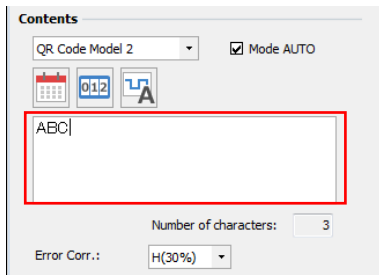 Contents
QR Code Model 2 Mode AUTO
012 A
ABC
Number of characters: 3
Error Corr.: H(30%)